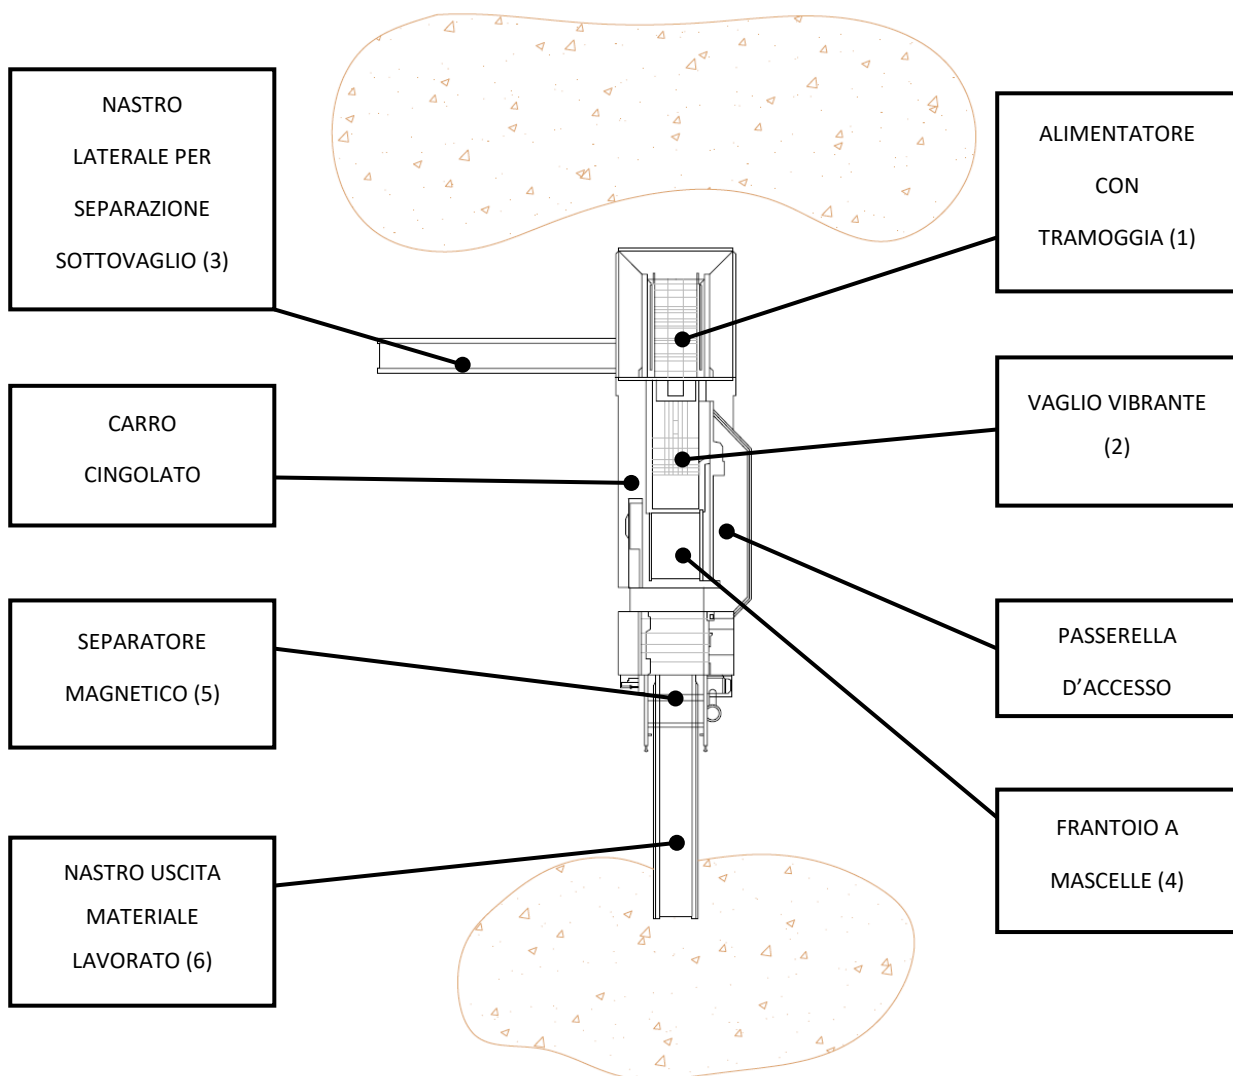 NASTRO
LATERALE PER
SEPARAZIONE
SOTTOVAGLIO (3)
CARRO
CINGOLATO
SEPARATORE
MAGNETICO (5)
NASTRO USCITA
MATERIALE
LAVORATO (6)
ALIMENTATORE
CON
TRAMOGGIA (1)
VAGLIO VIBRANTE
(2)
PASSERELLA
D’ACCESSO
FRANTOIO A
MASCELLE (4)